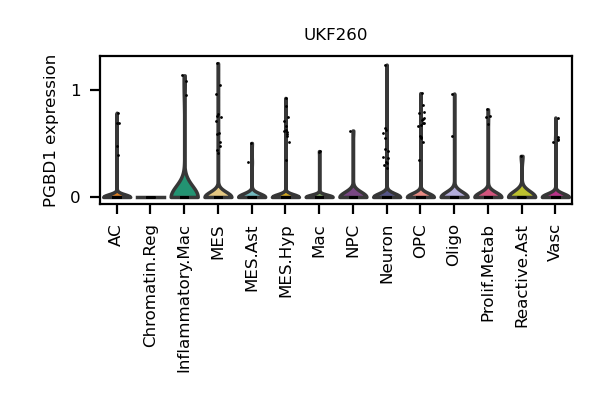 UKF260
PGBD1 expression
1
0
AC
Chromatin.Reg
Inflammatory.Mac
MES
MES.Ast
MES.Hyp
Mac
NPC
Neuron
OPC
Oligo
Prolif.Metab
Reactive.Ast
Vasc